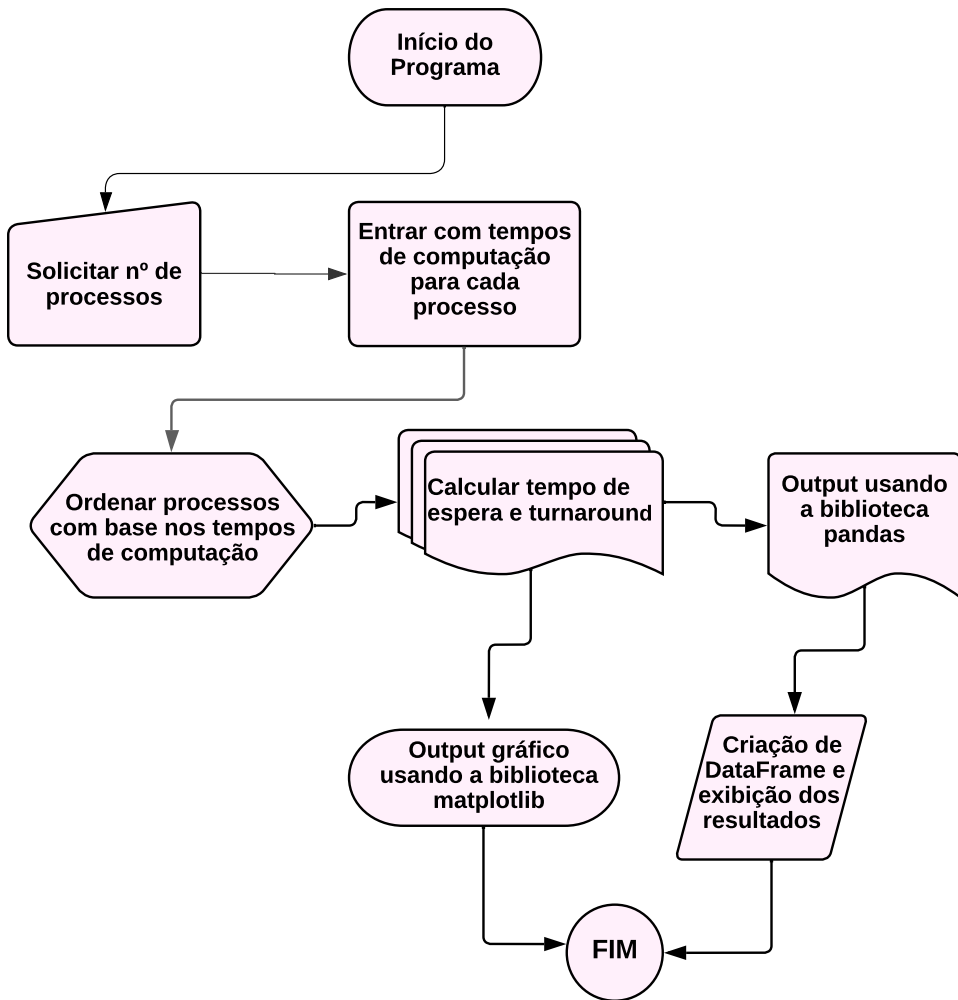 Início do
Programa
Solicitar nº de
processos
Entrar com tempos
de computação
para cada
processo
Ordenar processos
com base nos tempos
de computação
Calcular tempo de
espera e turnaround
Output usando
a biblioteca
pandas
Output gráfico
usando a biblioteca
matplotlib
Criação de
DataFrame e
exibição dos
resultados
FIM